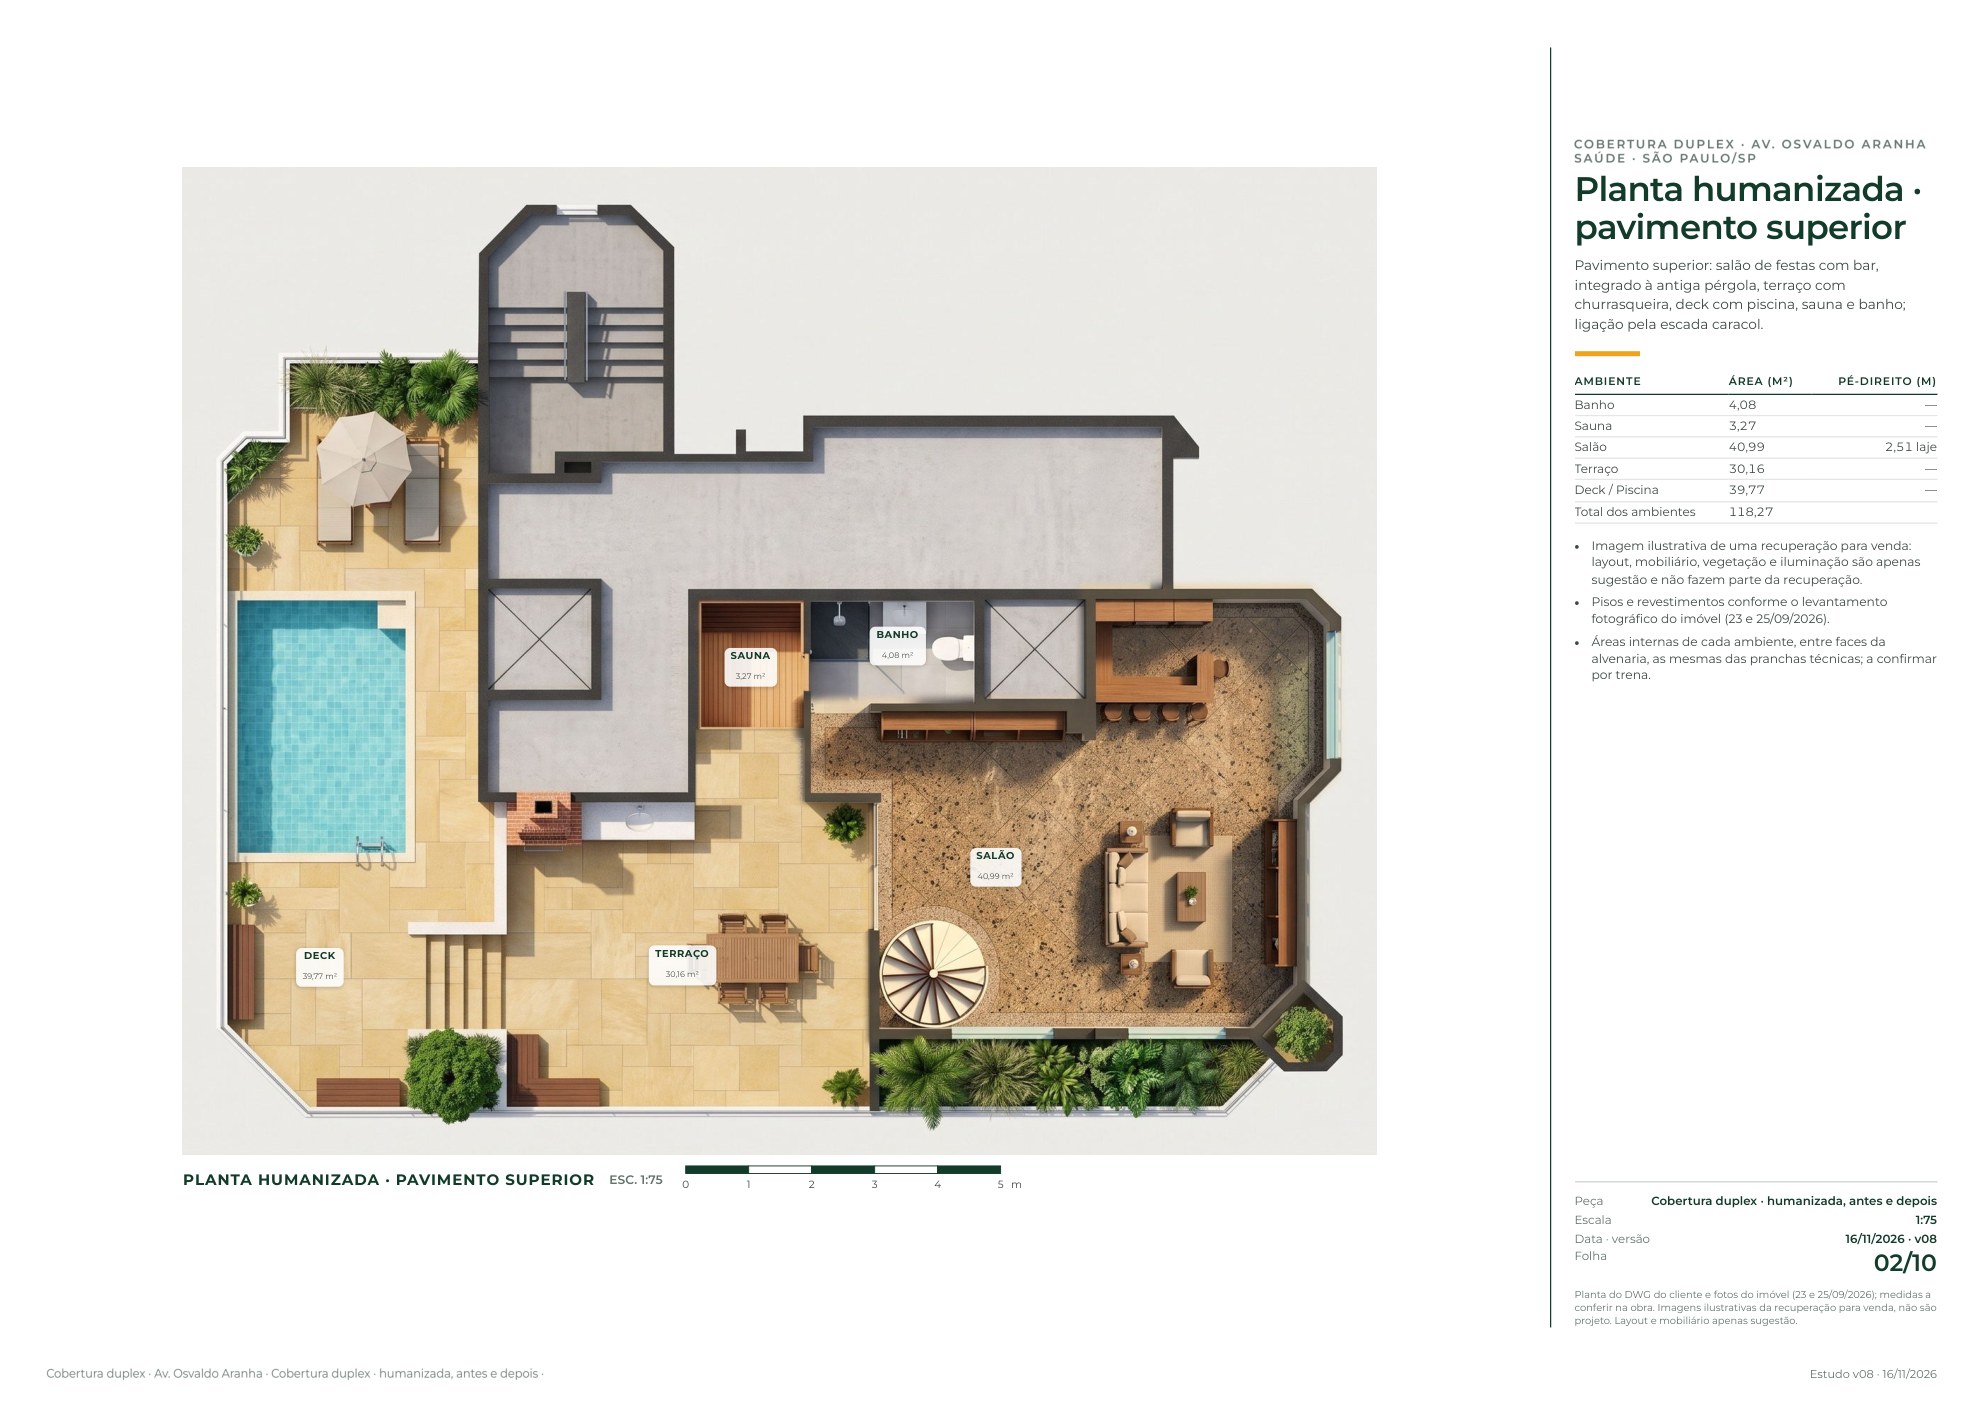 COBERTURA DUPLEX · AV. OSVALDO ARANHA
SAÚDE · SÃO PAULO/SP
Planta humanizada ·
pavimento superior
Pavimento superior: salão de festas com bar,
integrado à antiga pérgola, terraço com
churrasqueira, deck com piscina, sauna e banho;
ligação pela escada caracol.
AMBIENTE ÁREA (M²) PÉ-DIREITO (M)
Banho 4,08 —
Sauna 3,27 —
Salão 40,99 2,51 laje
Terraço 30,16 —
Deck / Piscina 39,77 —
Total dos ambientes 118,27
• Imagem ilustrativa de uma recuperação para venda:
layout, mobiliário, vegetação e iluminação são apenas
sugestão e não fazem parte da recuperação.
• Pisos e revestimentos conforme o levantamento
fotográfico do imóvel (23 e 25/09/2026).
• Áreas internas de cada ambiente, entre faces da
alvenaria, as mesmas das pranchas técnicas; a confirmar
por trena.
BANHO
4,08 m²
SAUNA
3,27 m²
SALÃO
40,99 m²
DECK
39,77 m²
TERRAÇO
30,16 m²
PLANTA HUMANIZADA · PAVIMENTO SUPERIOR ESC. 1:75
0 1 2 3 4 5 m
Peça Cobertura duplex · humanizada, antes e depois
Escala 1:75
Data · versão 16/11/2026 · v08
Folha 02/10
Planta do DWG do cliente e fotos do imóvel (23 e 25/09/2026); medidas a
conferir na obra. Imagens ilustrativas da recuperação para venda, não são
projeto. Layout e mobiliário apenas sugestão.
Cobertura duplex · Av. Osvaldo Aranha · Cobertura duplex · humanizada, antes e depois ·
Estudo v08 · 16/11/2026